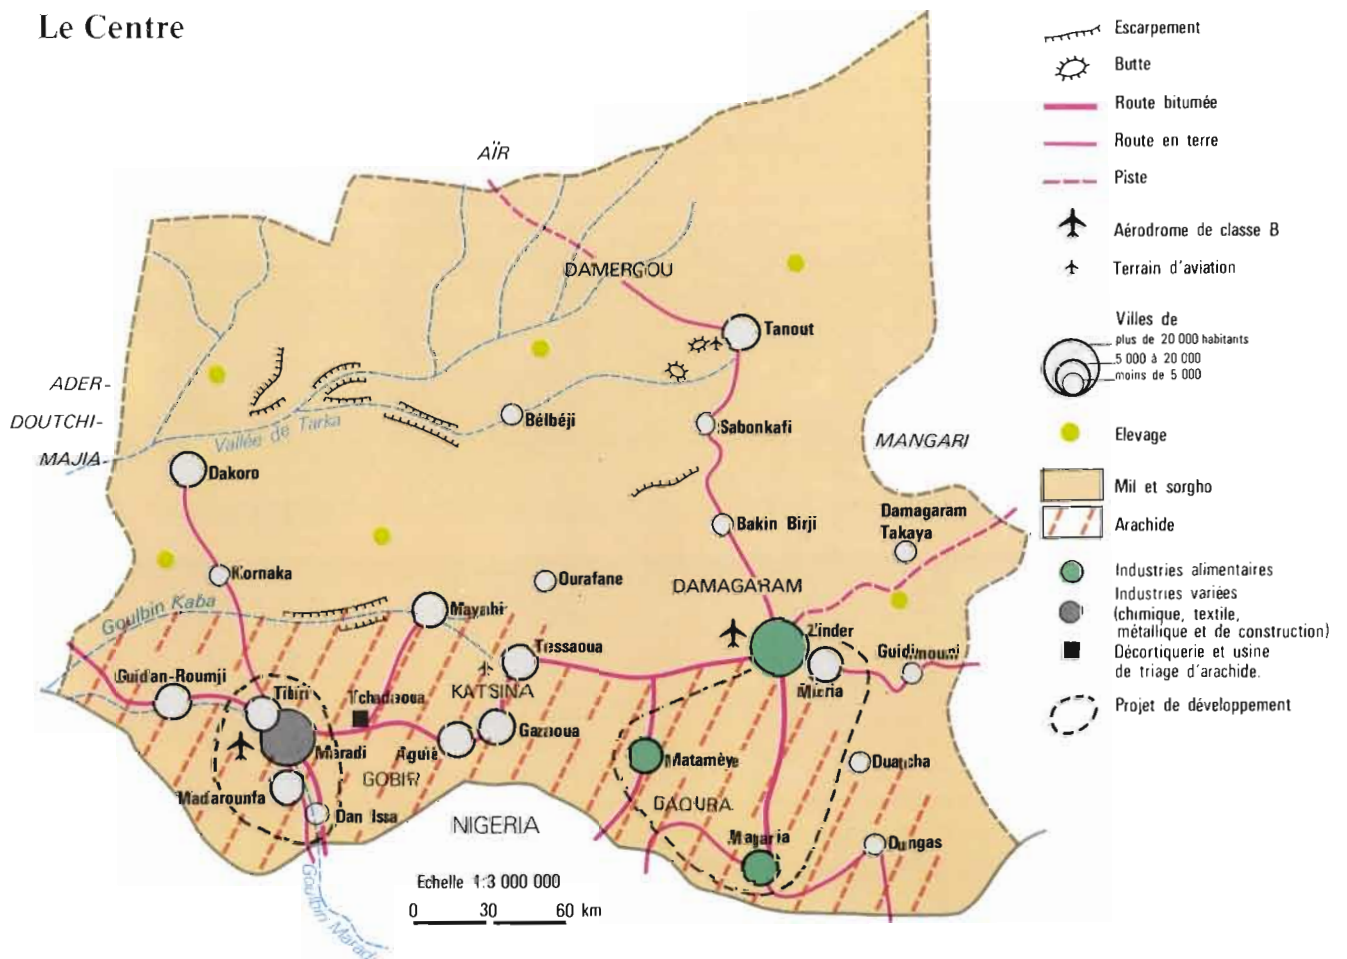 Le Centre
AÏR
DAMERGOU
Tanout
ADER-
DOUTCHI-
MAJIA
Vallée de Tarka
Bélbéji
Sabonkafi
MANGARI
Dakoro
Bakin Birji
Damagaram
Takaya
Kornaka
Ourafane
DAMAGARAM
Goulbin Kaba
Mayahi
Zinder
Tessaoua
Guidimouni
Guidan-Roumji
Tibiri
Tchadaoua
KATSINA
Mirria
Gazaoua
Maradi
Aguié
Matamèye
Ouatcha
GOBIR
Madarounfa
DAOURA
Dan Issa
NIGERIA
Magaria
Dungas
Goulbin Maradi
Echelle 1:3 000 000
0 30 60 km
Escarpement
Butte
Route bitumée
Route en terre
Piste
Aérodrome de classe B
Terrain d'aviation
Villes de
plus de 20 000 habitants
5 000 à 20 000
moins de 5 000
Elevage
Mil et sorgho
Arachide
Industries alimentaires
Industries variées
(chimique, textile,
métallique et de construction)
Décortiquerie et usine
de triage d'arachide.
Projet de développement